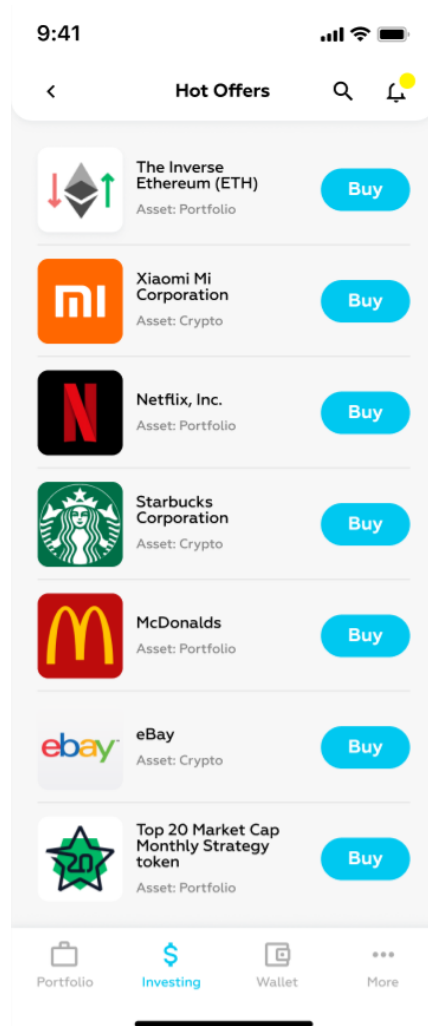 9:41
Hot Offers
The Inverse
Ethereum (ETH)
Asset: Portfolio
Buy
Xiaomi Mi
Corporation
Asset: Crypto
Buy
Netflix, Inc.
Asset: Portfolio
Buy
Starbucks
Corporation
Asset: Crypto
Buy
McDonalds
Asset: Portfolio
Buy
ebay
eBay
Asset: Crypto
Buy
20
Top 20 Market Cap
Monthly Strategy
token
Asset: Portfolio
Buy
Portfolio
Investing
Wallet
More